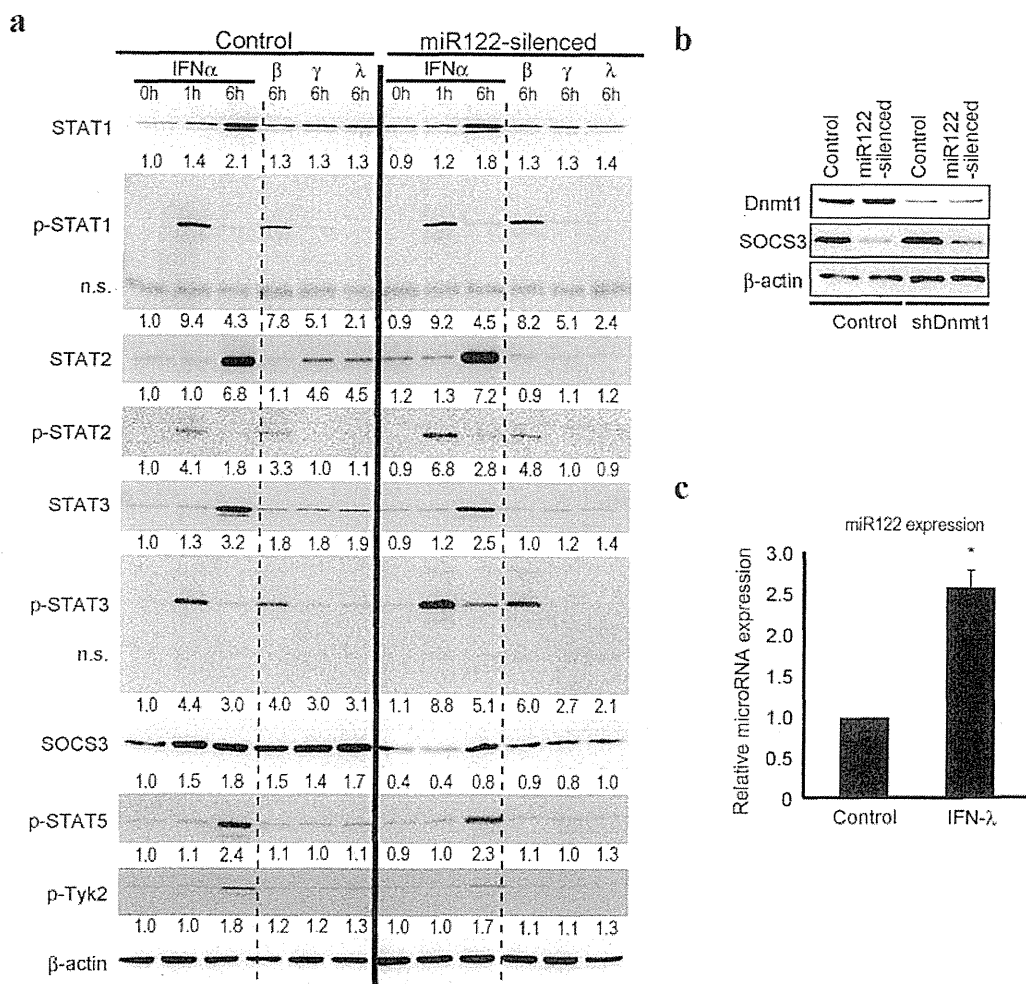 a
Control miR122-silenced
IFNα β γ λ IFNα β γ λ
0h 1h 6h 6h 6h 6h 0h 1h 6h 6h 6h 6h
STAT1
1.0 1.4 2.1 1.3 1.3 1.3 0.9 1.2 1.8 1.3 1.3 1.4
p-STAT1
n.s.
1.0 9.4 4.3 7.8 5.1 2.1 0.9 9.2 4.5 8.2 5.1 2.4
STAT2
1.0 1.0 6.8 1.1 4.6 4.5 1.2 1.3 7.2 0.9 1.1 1.2
p-STAT2
1.0 4.1 1.8 3.3 1.0 1.1 0.9 6.8 2.8 4.8 1.0 0.9
STAT3
1.0 1.3 3.2 1.8 1.8 1.9 0.9 1.2 2.5 1.0 1.2 1.4
p-STAT3
n.s.
1.0 4.4 3.0 4.0 3.0 3.1 1.1 8.8 5.1 6.0 2.7 2.1
SOCS3
1.0 1.5 1.8 1.5 1.4 1.7 0.4 0.4 0.8 0.9 0.8 1.0
p-STAT5
1.0 1.1 2.4 1.1 1.0 1.1 0.9 1.0 2.3 1.1 1.0 1.3
p-Tyk2
1.0 1.0 1.8 1.2 1.2 1.3 1.0 1.0 1.7 1.1 1.1 1.3
β-actin
b
Control
miR122
-silenced
Control
miR122
-silenced
Dnmt1
SOCS3
β-actin
Control shDnmt1
c
miR122 expression
Relative microRNA expression
3.0
2.5
2.0
1.5
1.0
0.5
0
*
Control IFN-λ